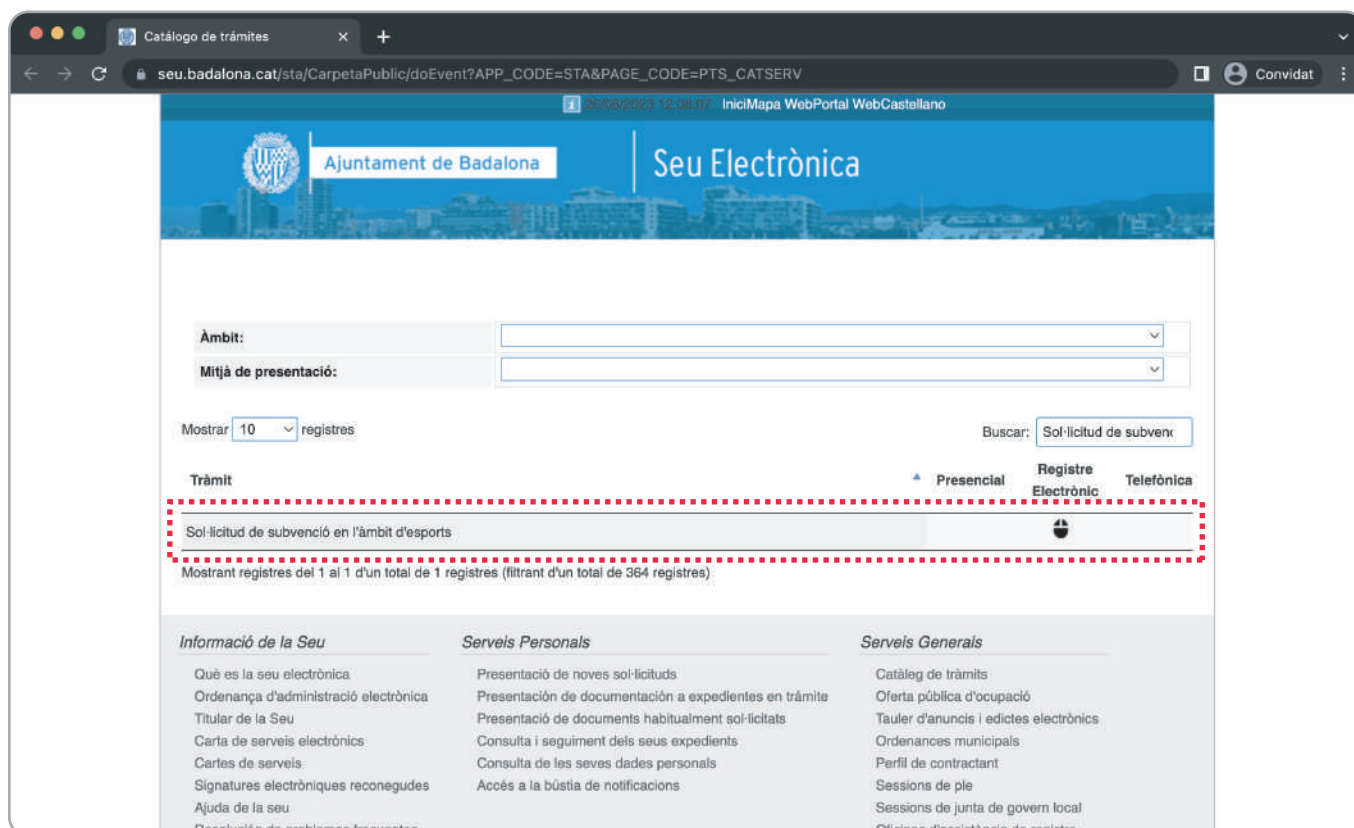 Catálogo de trámites
seu.badalona.cat/sta/CarpetaPublic/doEvent?APP_CODE=STA&PAGE_CODE=PTS_CATSERV
Convidat
26/06/2023 12:08:07 IniciMapa WebPortal WebCastellano
Ajuntament de Badalona
Seu Electrònica
Àmbit:
Mitjà de presentació:
Mostrar 10 registres
Buscar: Sol·licitud de subvenc
Tràmit Presencial Registre Electrònic Telefònica
Sol·licitud de subvenció en l'àmbit d'esports
Mostrant registres del 1 al 1 d'un total de 1 registres (filtrant d'un total de 364 registres)
Informació de la Seu
Què es la seu electrònica
Ordenança d'administració electrònica
Titular de la Seu
Carta de serveis electrònics
Cartes de serveis
Signatures electròniques reconegudes
Ajuda de la seu
Serveis Personals
Presentació de noves sol·licituds
Presentación de documentación a expedientes en trámite
Presentació de documents habitualment sol·licitats
Consulta i seguiment dels seus expedients
Consulta de les seves dades personals
Accés a la bústia de notificacions
Serveis Generals
Catàleg de tràmits
Oferta pública d'ocupació
Tauler d'anuncis i edictes electrònics
Ordenances municipals
Perfil de contractant
Sessions de ple
Sessions de junta de govern local